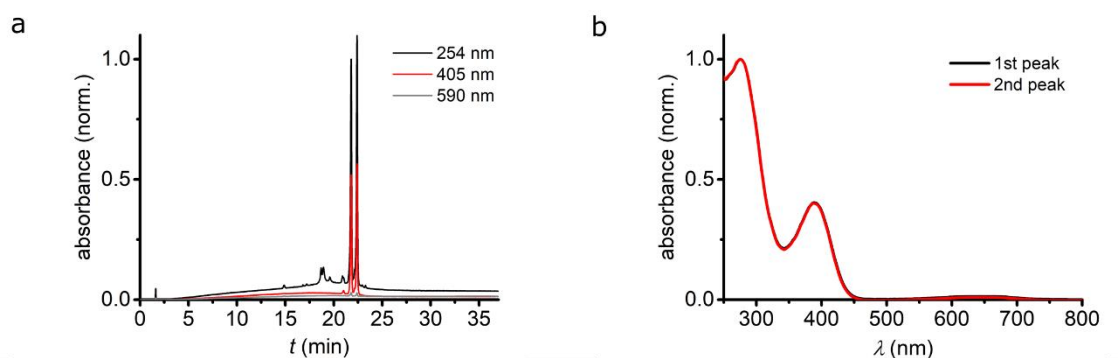 a
absorbance (norm.)
1.0
0.5
0.0
254 nm
405 nm
590 nm
0 5 10 15 20 25 30 35
t (min)
b
absorbance (norm.)
1.0
0.5
0.0
1st peak
2nd peak
300 400 500 600 700 800
λ (nm)